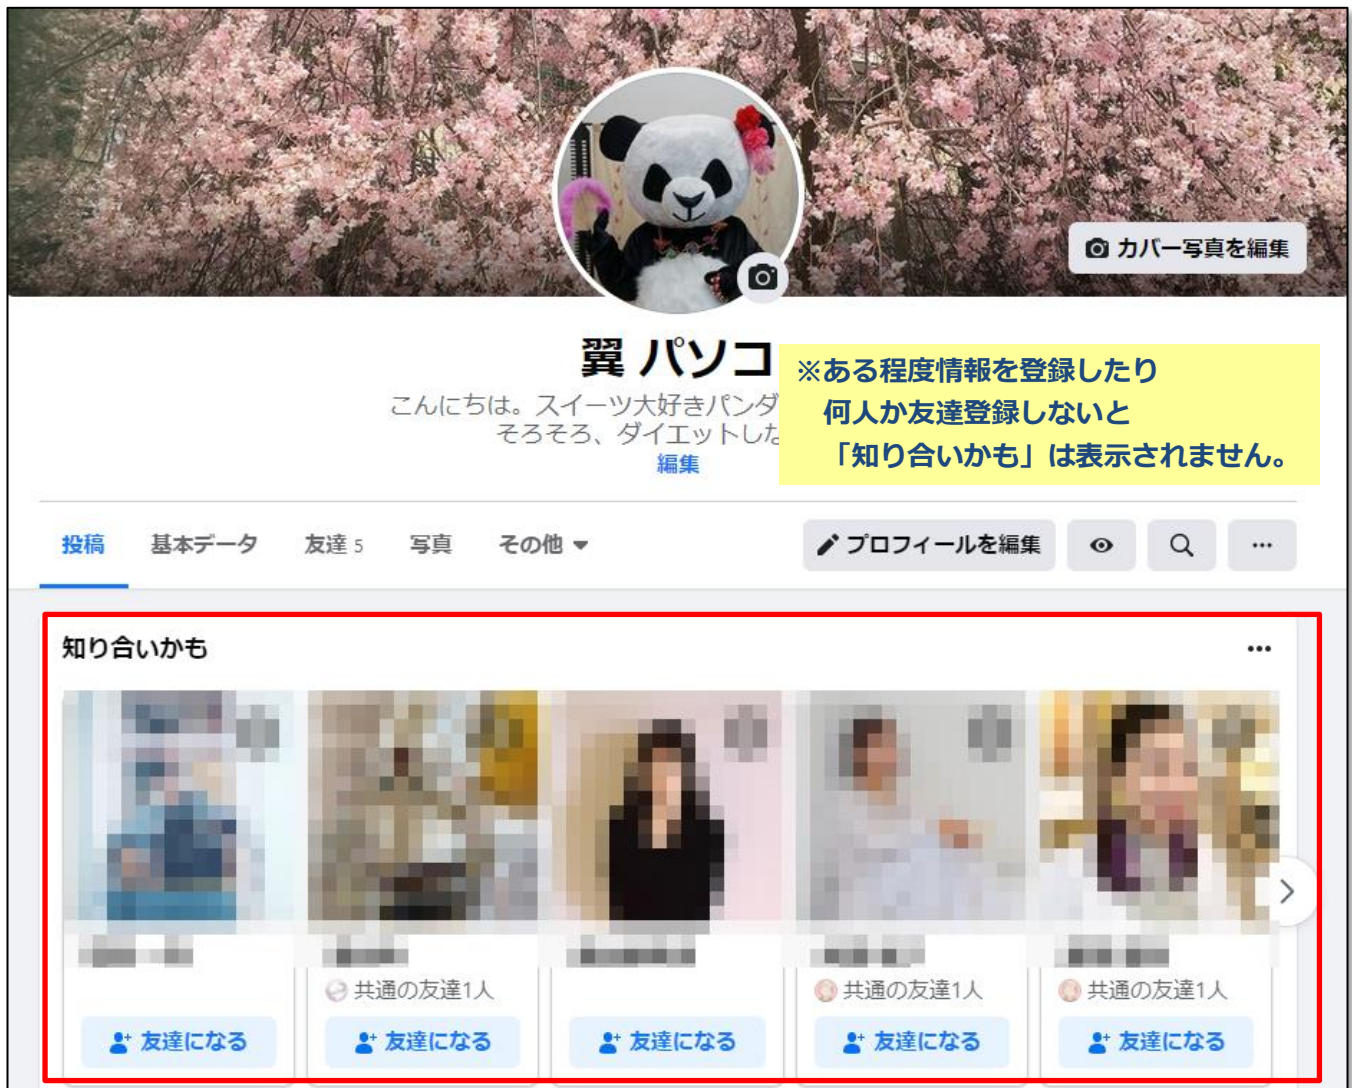 カバー写真を編集
翼 パソコ
こんにちは。スイーツ大好きパンダ
そろそろ、ダイエットしな
編集
※ある程度情報を登録したり
何人か友達登録しないと
「知り合いかも」は表示されません。
投稿 基本データ 友達 5 写真 その他
プロフィールを編集
知り合いかも
共通の友達1人 共通の友達1人 共通の友達1人
友達になる 友達になる 友達になる 友達になる 友達になる